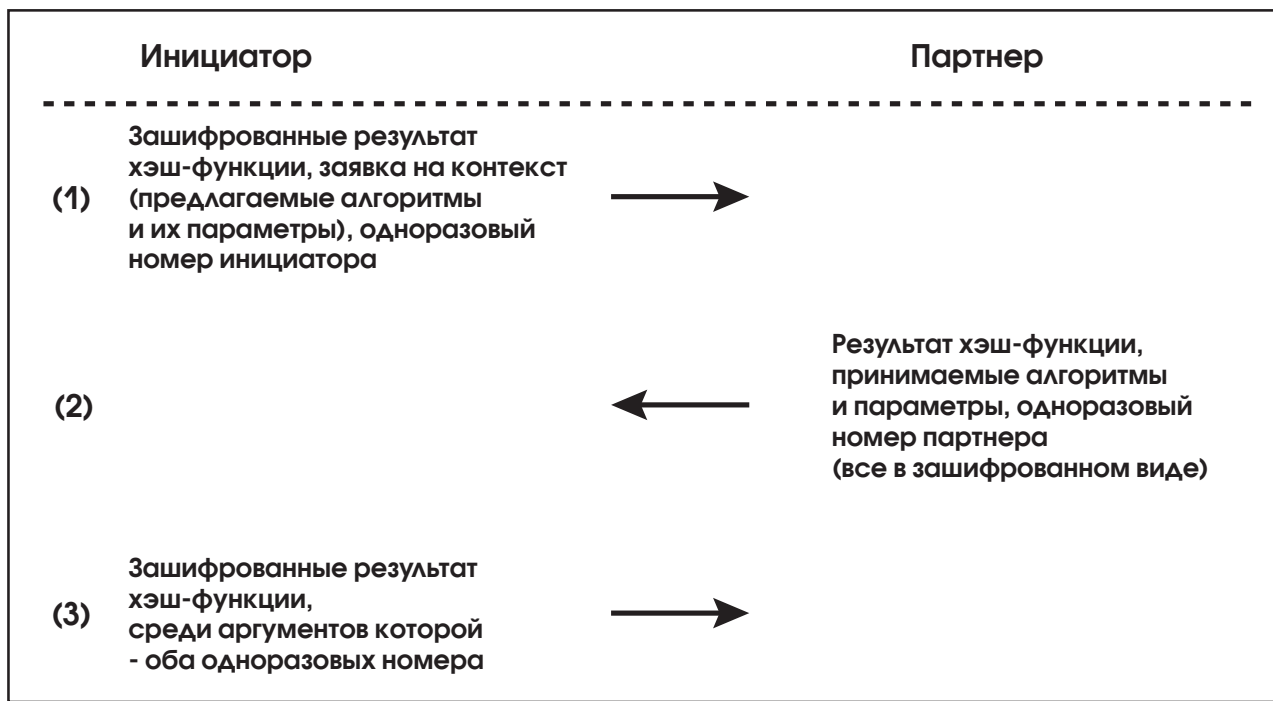 Инициатор
Партнер
(1)
Зашифрованные результат
хэш-функции, заявка на контекст
(предлагаемые алгоритмы
и их параметры), одноразовый
номер инициатора
(2)
Результат хэш-функции,
принимаемые алгоритмы
и параметры, одноразовый
номер партнера
(все в зашифрованном виде)
(3)
Зашифрованные результат
хэш-функции,
среди аргументов которой
- оба одноразовых номера